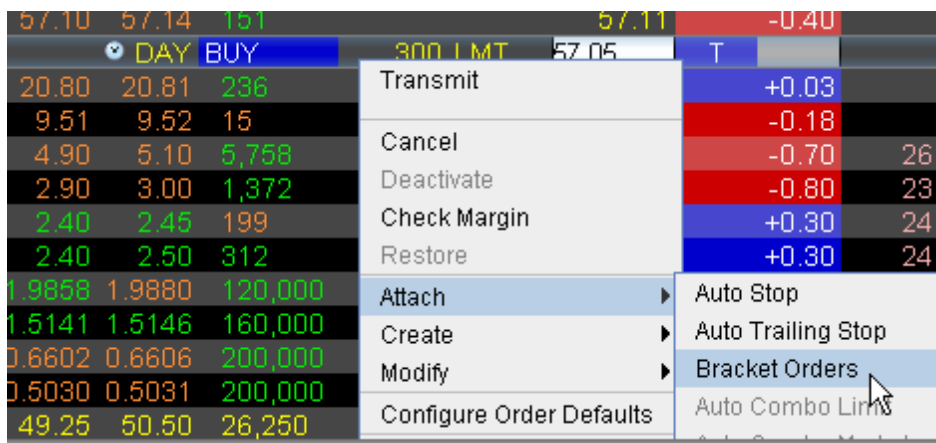 57.10 57.14 151 57.11 -0.40
DAY BUY 300 LMT 57.05 T
20.80 20.81 236 Transmit +0.03
9.51 9.52 15 -0.18
4.90 5.10 5,758 Cancel -0.70 26
2.90 3.00 1,372 Deactivate -0.80 23
2.40 2.45 199 Check Margin +0.30 24
2.40 2.50 312 Restore +0.30 24
1.9858 1.9880 120,000 Attach Auto Stop
1.5141 1.5146 160,000 Create Auto Trailing Stop
0.6602 0.6606 200,000 Modify Bracket Orders
0.5030 0.5031 200,000 Configure Order Defaults Auto Combo Limit
49.25 50.50 26,250